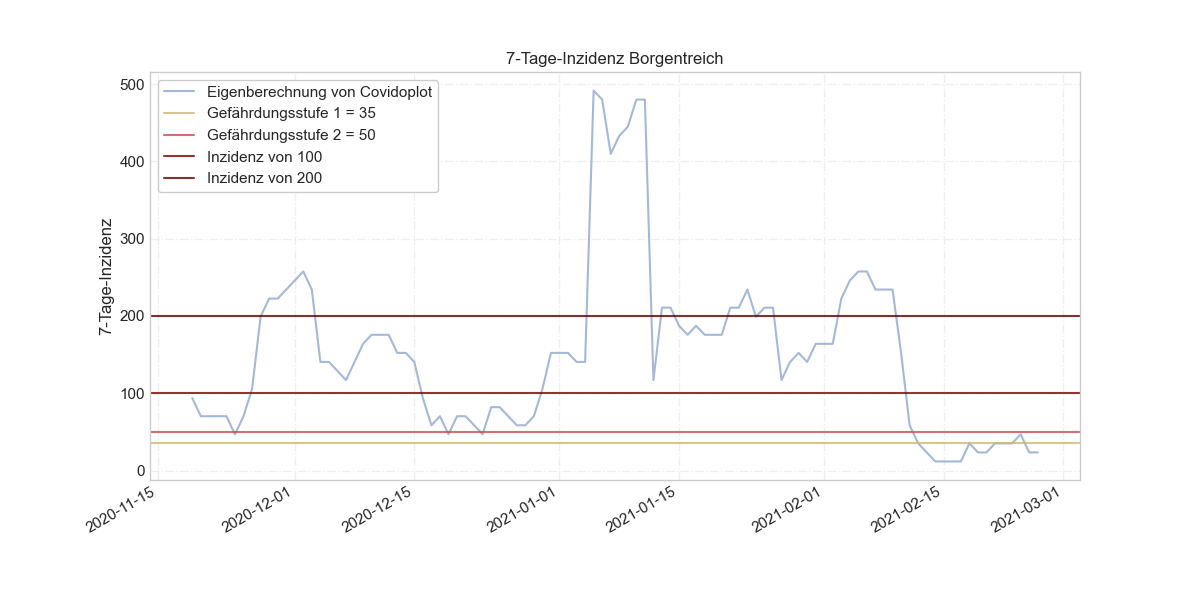 7-Tage-Inzidenz Borgentreich
Eigenberechnung von Covidoplot
Gefährdungsstufe 1 = 35
Gefährdungsstufe 2 = 50
Inzidenz von 100
Inzidenz von 200
7-Tage-Inzidenz
500
400
300
200
100
0
2020-11-15
2020-12-01
2020-12-15
2021-01-01
2021-01-15
2021-02-01
2021-02-15
2021-03-01